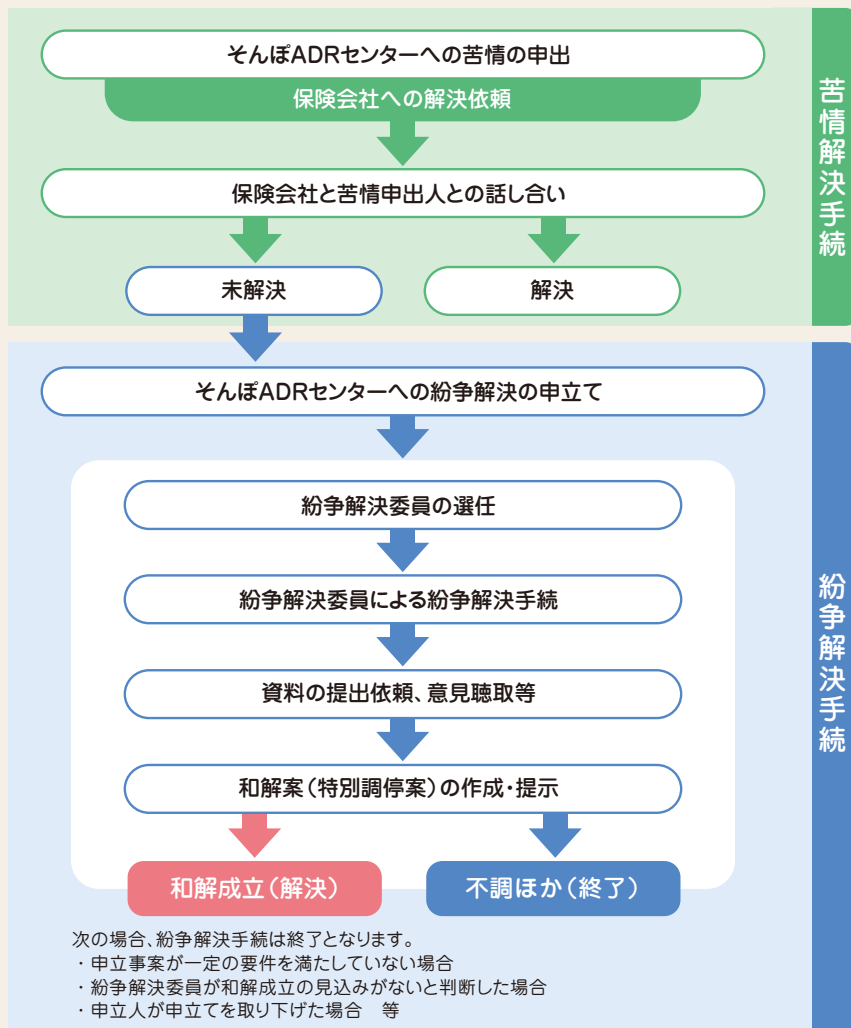 そんぽADRセンターへの苦情の申出
保険会社への解決依頼
保険会社と苦情申出人との話し合い
未解決
解決
苦情解決手続
そんぽADRセンターへの紛争解決の申立て
紛争解決委員の選任
紛争解決委員による紛争解決手続
資料の提出依頼、意見聴取等
和解案（特別調停案）の作成・提示
和解成立（解決）
不調ほか（終了）
次の場合、紛争解決手続は終了となります。
・申立事案が一定の要件を満たしていない場合
・紛争解決委員が和解成立の見込みがないと判断した場合
・申立人が申立てを取り下げた場合　等
紛争解決手続